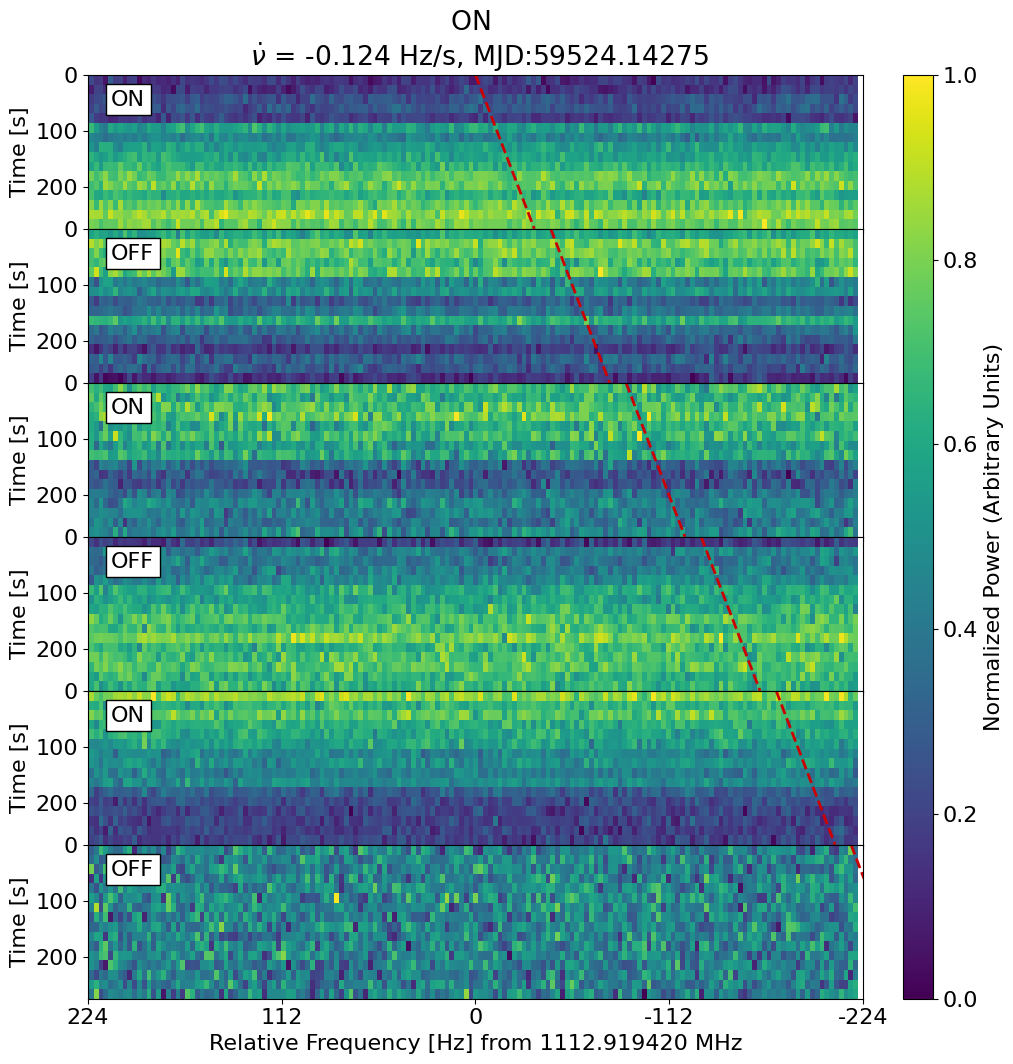 ON
ν̇ = -0.124 Hz/s, MJD:59524.14275
0
100
200
Time [s]
ON
0
100
200
Time [s]
OFF
0
100
200
Time [s]
ON
0
100
200
Time [s]
OFF
0
100
200
Time [s]
ON
0
100
200
Time [s]
OFF
224 112 0 -112 -224
Relative Frequency [Hz] from 1112.919420 MHz
1.0
0.8
0.6
0.4
0.2
0.0
Normalized Power (Arbitrary Units)